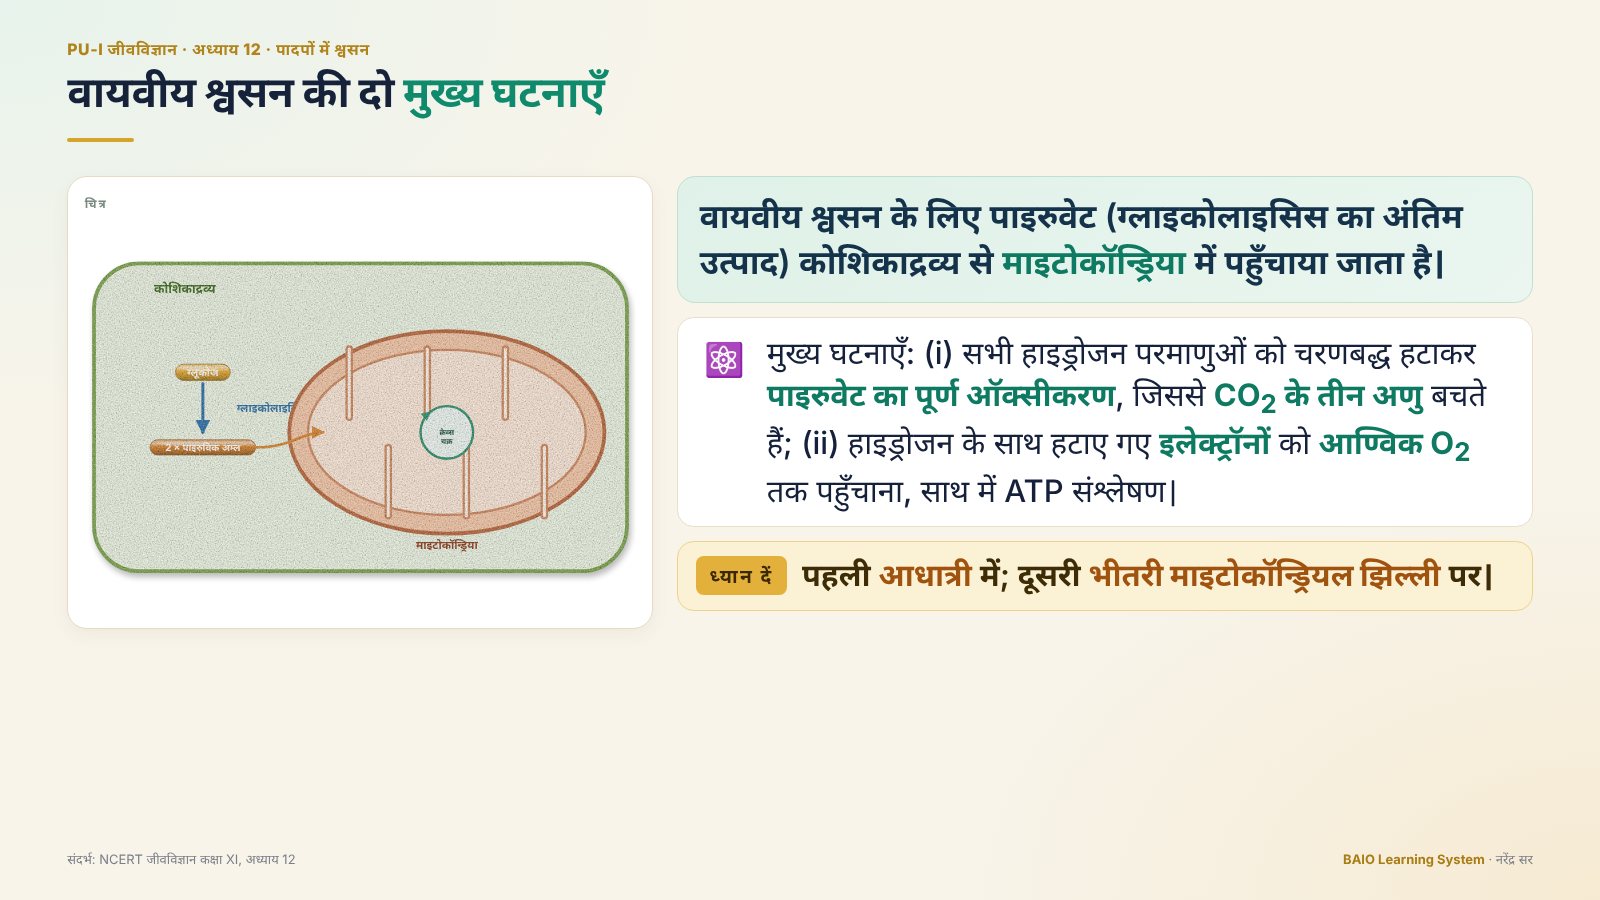 PU-I जीवविज्ञान · अध्याय 12 · पादपों में श्वसन
वायवीय श्वसन की दो मुख्य घटनाएँ
चित्र
कोशिकाद्रव्य
ग्लूकोज
ग्लाइकोलाइ
2 × पाइरुविक अम्ल
क्रेब्स
चक्र
माइटोकॉन्ड्रिया
वायवीय श्वसन के लिए पाइरुवेट (ग्लाइकोलाइसिस का अंतिम
उत्पाद) कोशिकाद्रव्य से माइटोकॉन्ड्रिया में पहुँचाया जाता है|
मुख्य घटनाएँ: (i) सभी हाइड्रोजन परमाणुओं को चरणबद्ध हटाकर
पाइरुवेट का पूर्ण ऑक्सीकरण, जिससे CO₂ के तीन अणु बचते
हैं; (ii) हाइड्रोजन के साथ हटाए गए इलेक्ट्रॉनों को आण्विक O₂
तक पहुँचाना, साथ में ATP संश्लेषण|
ध्यान दें पहली आधात्री में; दूसरी भीतरी माइटोकॉन्ड्रियल झिल्ली पर|
संदर्भ: NCERT जीवविज्ञान कक्षा XI, अध्याय 12
BAIO Learning System · नरेंद्र सर